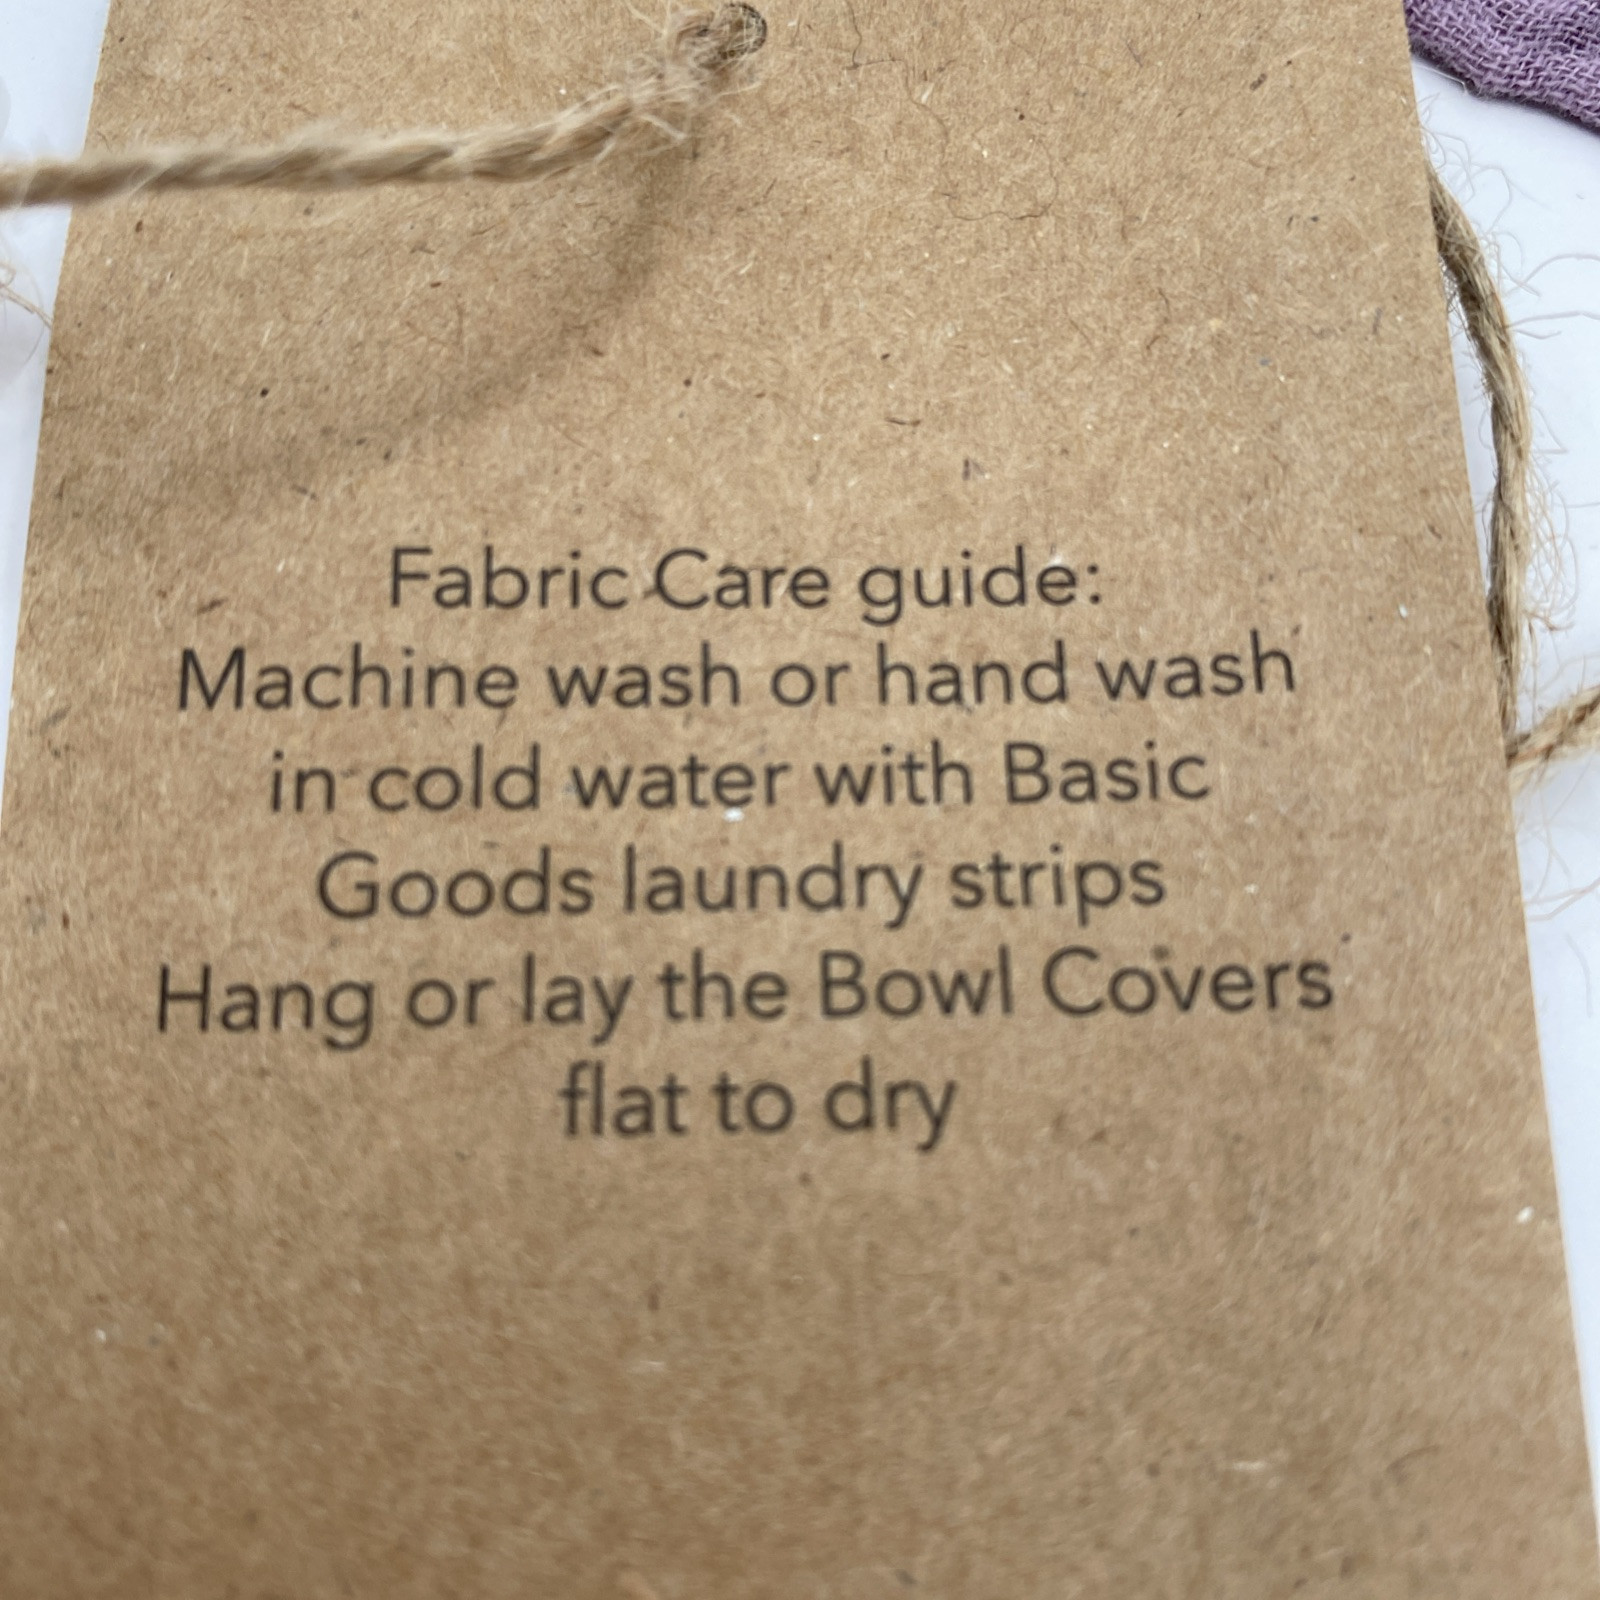 Fabric Care guide:
Machine wash or hand wash
in cold water with Basic
Goods laundry strips
Hang or lay the Bowl Covers
flat to dry